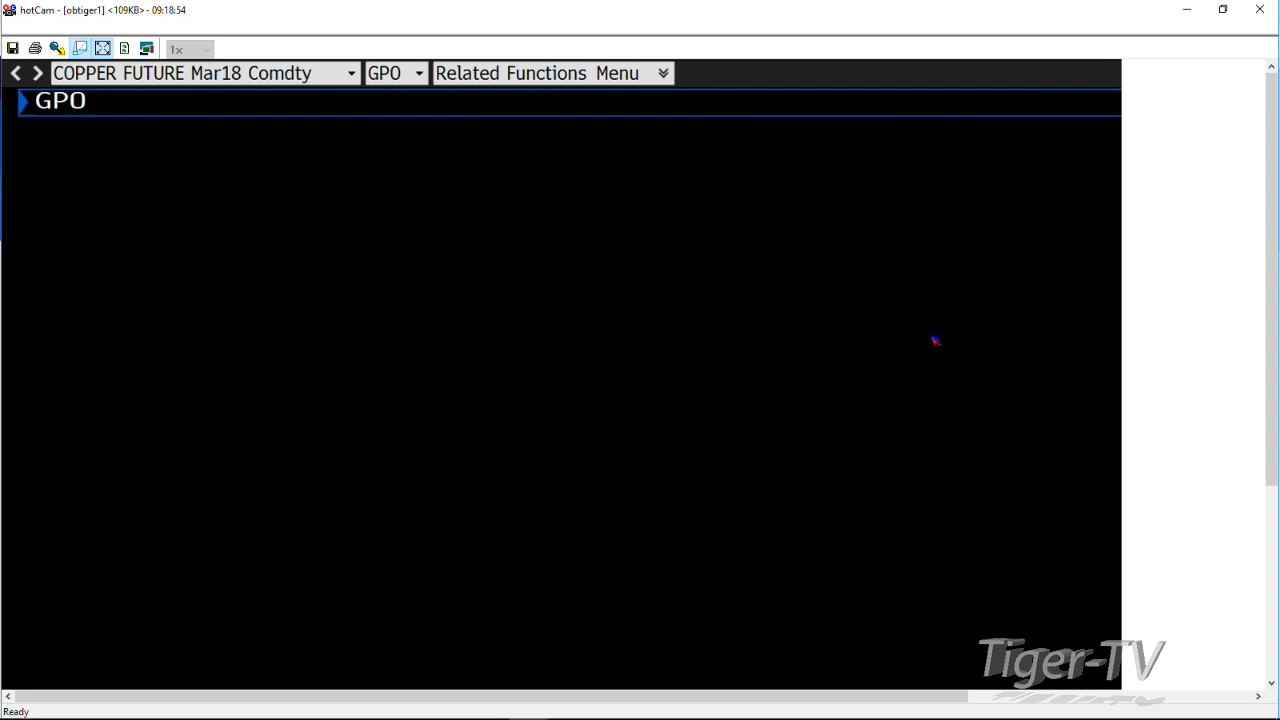 hotCam - [obtiger1] <109KB> - 09:18:54
1x
COPPER FUTURE Mar18 Comdty GPO Related Functions Menu
GPO
Tiger-TV
Ready